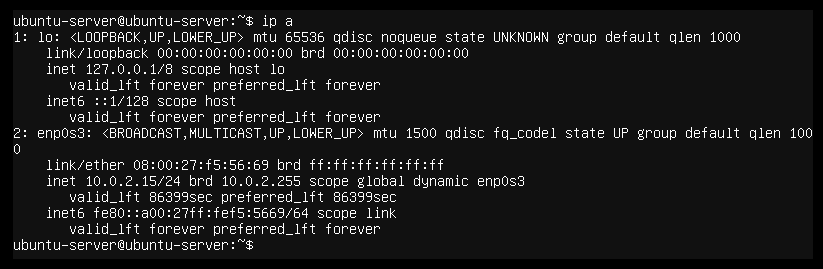 ubuntu-server@ubuntu-server:~$ ip a
1: lo: <LOOPBACK,UP,LOWER_UP> mtu 65536 qdisc noqueue state UNKNOWN group default qlen 1000
    link/loopback 00:00:00:00:00:00 brd 00:00:00:00:00:00
    inet 127.0.0.1/8 scope host lo
       valid_lft forever preferred_lft forever
    inet6 ::1/128 scope host
       valid_lft forever preferred_lft forever
2: enp0s3: <BROADCAST,MULTICAST,UP,LOWER_UP> mtu 1500 qdisc fq_codel state UP group default qlen 100
0
    link/ether 08:00:27:f5:56:69 brd ff:ff:ff:ff:ff:ff
    inet 10.0.2.15/24 brd 10.0.2.255 scope global dynamic enp0s3
       valid_lft 86399sec preferred_lft 86399sec
    inet6 fe80::a00:27ff:fef5:5669/64 scope link
       valid_lft forever preferred_lft forever
ubuntu-server@ubuntu-server:~$